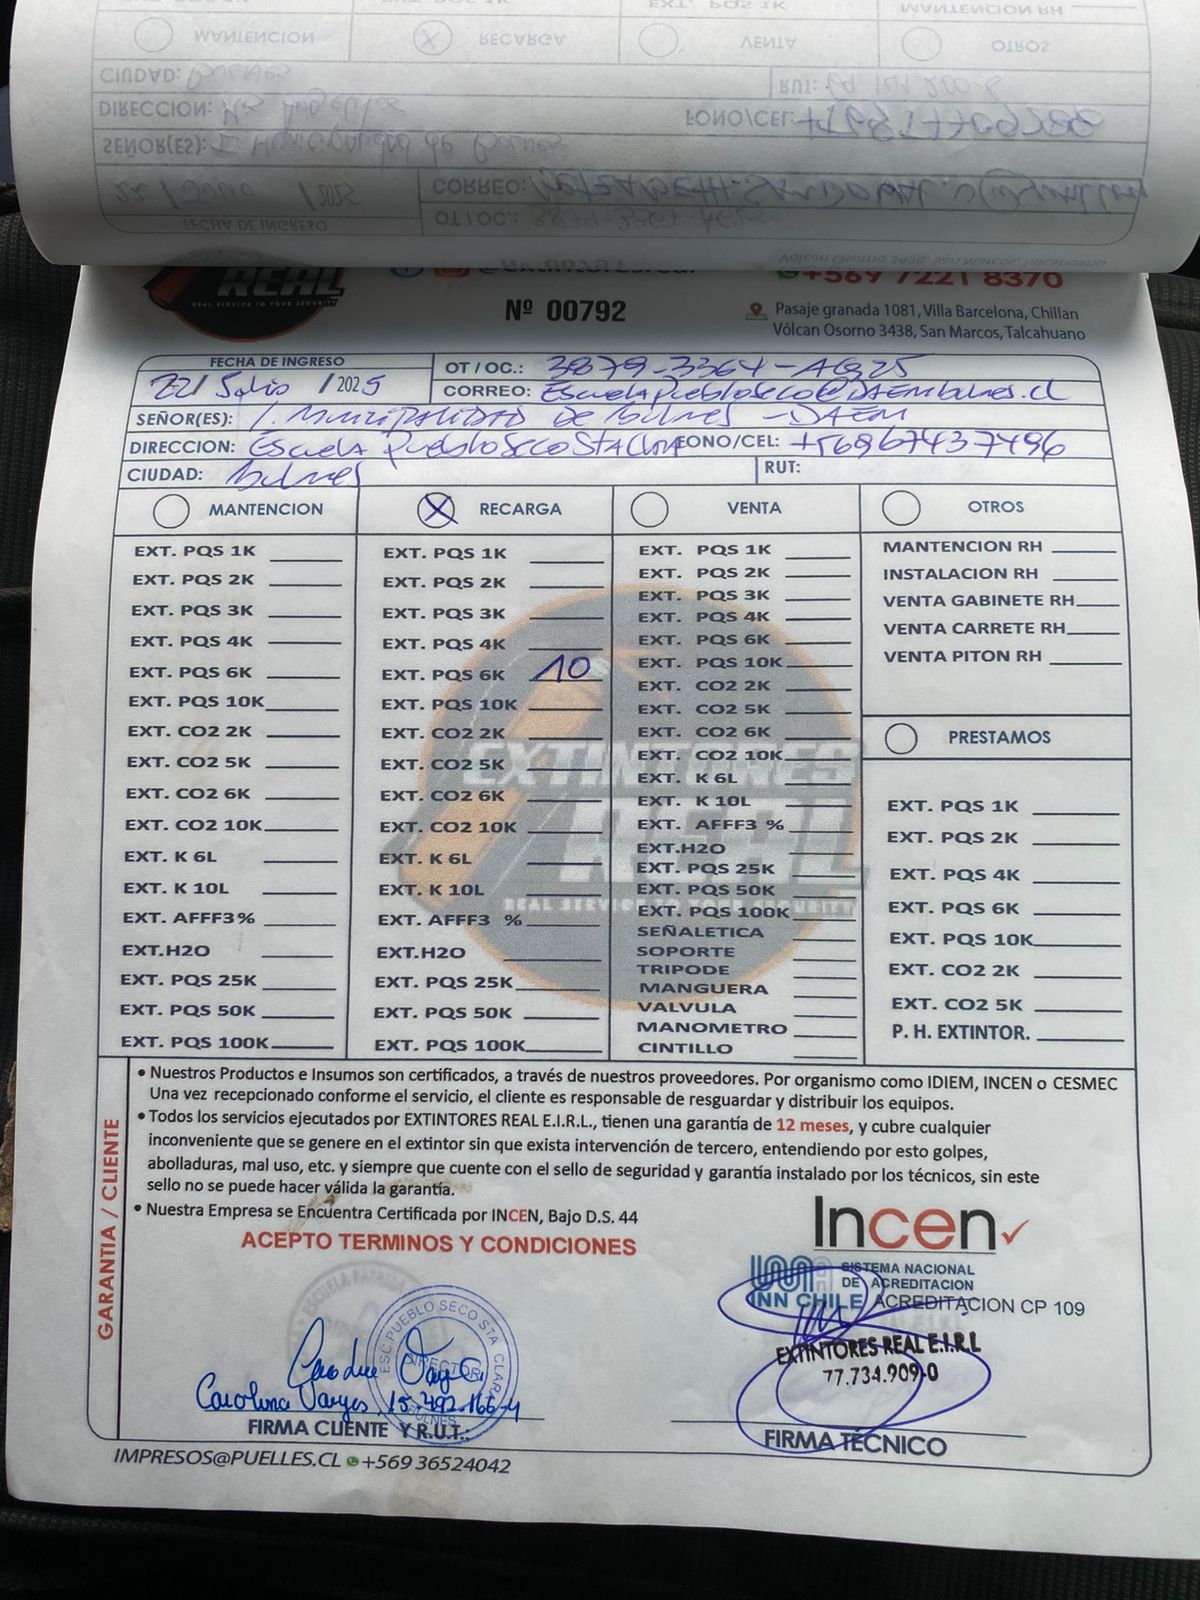 MANTENCION RECARGA VENTA OTROS
CIUDAD: Bulnes RUT:
DIRECCION: FONO/CEL:
SEÑOR(ES): I Municipalidad de Bulnes
22 / Julio / 2025 CORREO:
FECHA DE INGRESO OT / OC.:
REAL
REAL SERVICE TO YOUR SECURITY
@extintoresreal
Volcan Osorno 3438, San Marcos, Talcahuano
+569 7221 8370
Nº 00792
Pasaje granada 1081, Villa Barcelona, Chillan
Vólcan Osorno 3438, San Marcos, Talcahuano
FECHA DE INGRESO
22/ Julio / 2025
OT / OC.: 3879-3364-AG25
CORREO: EscuelaPuebloSeco@DAEMbulnes.cl
SEÑOR(ES): I. Municipalidad De Bulnes - DAEM
DIRECCION: Escuela Pueblo Seco Sta Clara FONO/CEL: +56967437496
CIUDAD: Bulnes RUT:
MANTENCION
EXT. PQS 1K
EXT. PQS 2K
EXT. PQS 3K
EXT. PQS 4K
EXT. PQS 6K
EXT. PQS 10K
EXT. CO2 2K
EXT. CO2 5K
EXT. CO2 6K
EXT. CO2 10K
EXT. K 6L
EXT. K 10L
EXT. AFFF3%
EXT.H2O
EXT. PQS 25K
EXT. PQS 50K
EXT. PQS 100K
X RECARGA
EXT. PQS 1K
EXT. PQS 2K
EXT. PQS 3K
EXT. PQS 4K
EXT. PQS 6K 10
EXT. PQS 10K
EXT. CO2 2K
EXT. CO2 5K
EXT. CO2 6K
EXT. CO2 10K
EXT. K 6L
EXT. K 10L
EXT. AFFF3 %
EXT.H2O
EXT. PQS 25K
EXT. PQS 50K
EXT. PQS 100K
VENTA
EXT. PQS 1K
EXT. PQS 2K
EXT. PQS 3K
EXT. PQS 4K
EXT. PQS 6K
EXT. PQS 10K
EXT. CO2 2K
EXT. CO2 5K
EXT. CO2 6K
EXT. CO2 10K
EXT. K 6L
EXT. K 10L
EXT. AFFF3 %
EXT.H2O
EXT. PQS 25K
EXT. PQS 50K
EXT. PQS 100K
SEÑALETICA
SOPORTE
TRIPODE
MANGUERA
VALVULA
MANOMETRO
CINTILLO
OTROS
MANTENCION RH
INSTALACION RH
VENTA GABINETE RH
VENTA CARRETE RH
VENTA PITON RH
PRESTAMOS
EXT. PQS 1K
EXT. PQS 2K
EXT. PQS 4K
EXT. PQS 6K
EXT. PQS 10K
EXT. CO2 2K
EXT. CO2 5K
P. H. EXTINTOR.
EXTINTORES
REAL
REAL SERVICE TO YOUR SECURITY
GARANTIA / CLIENTE
• Nuestros Productos e Insumos son certificados, a través de nuestros proveedores. Por organismo como IDIEM, INCEN o CESMEC
Una vez recepcionado conforme el servicio, el cliente es responsable de resguardar y distribuir los equipos.
• Todos los servicios ejecutados por EXTINTORES REAL E.I.R.L., tienen una garantía de 12 meses, y cubre cualquier
inconveniente que se genere en el extintor sin que exista intervención de tercero, entendiendo por esto golpes,
abolladuras, mal uso, etc. y siempre que cuente con el sello de seguridad y garantía instalado por los técnicos, sin este
sello no se puede hacer válida la garantía.
• Nuestra Empresa se Encuentra Certificada por INCEN, Bajo D.S. 44
ACEPTO TERMINOS Y CONDICIONES
Incen
INN CHILE
SISTEMA NACIONAL
DE ACREDITACION
ACREDITACION CP 109
EXTINTORES REAL E.I.R.L
77.734.909-0
ESC. PUEBLO SECO STA CLARA
DIRECTOR
BULNES
Carolina Vargas, 15.492.166-4
FIRMA CLIENTE Y R.U.T.:
FIRMA TÉCNICO
IMPRESOS@PUELLES.CL +569 36524042